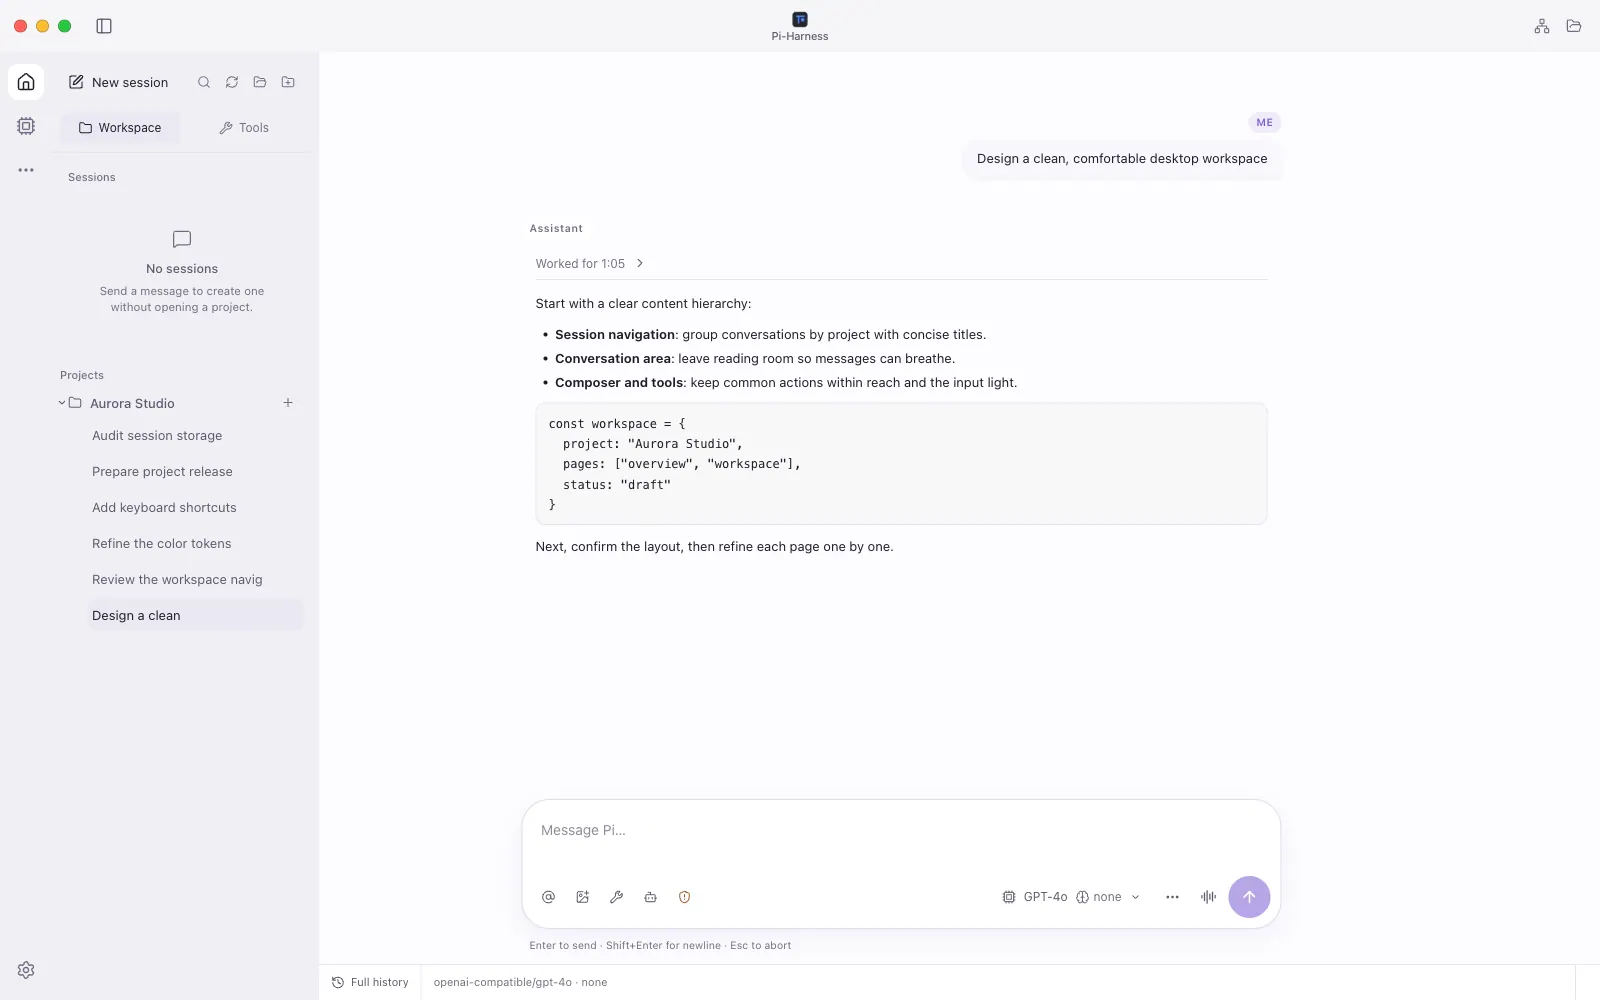 Pi-Harness
New session
Workspace
Tools
Sessions
No sessions
Send a message to create one
without opening a project.
Projects
Aurora Studio
Audit session storage
Prepare project release
Add keyboard shortcuts
Refine the color tokens
Review the workspace navig
Design a clean
ME
Design a clean, comfortable desktop workspace
Assistant
Worked for 1:05
Start with a clear content hierarchy:
• Session navigation: group conversations by project with concise titles.
• Conversation area: leave reading room so messages can breathe.
• Composer and tools: keep common actions within reach and the input light.
const workspace = {
  project: "Aurora Studio",
  pages: ["overview", "workspace"],
  status: "draft"
}
Next, confirm the layout, then refine each page one by one.
Message Pi...
GPT-4o none
Enter to send · Shift+Enter for newline · Esc to abort
Full history
openai-compatible/gpt-4o · none